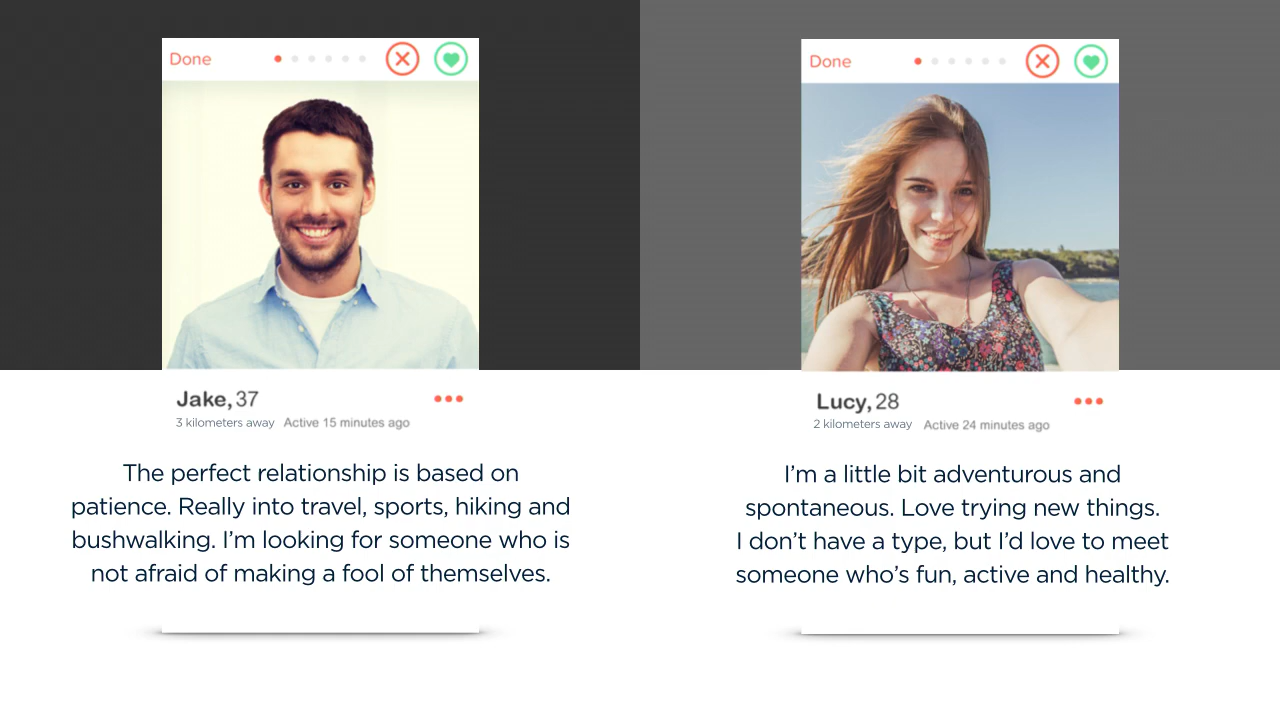 Done
Jake, 37
3 kilometers away Active 15 minutes ago
The perfect relationship is based on
patience. Really into travel, sports, hiking and
bushwalking. I'm looking for someone who is
not afraid of making a fool of themselves.
Done
Lucy, 28
2 kilometers away Active 24 minutes ago
I'm a little bit adventurous and
spontaneous. Love trying new things.
I don't have a type, but I'd love to meet
someone who's fun, active and healthy.